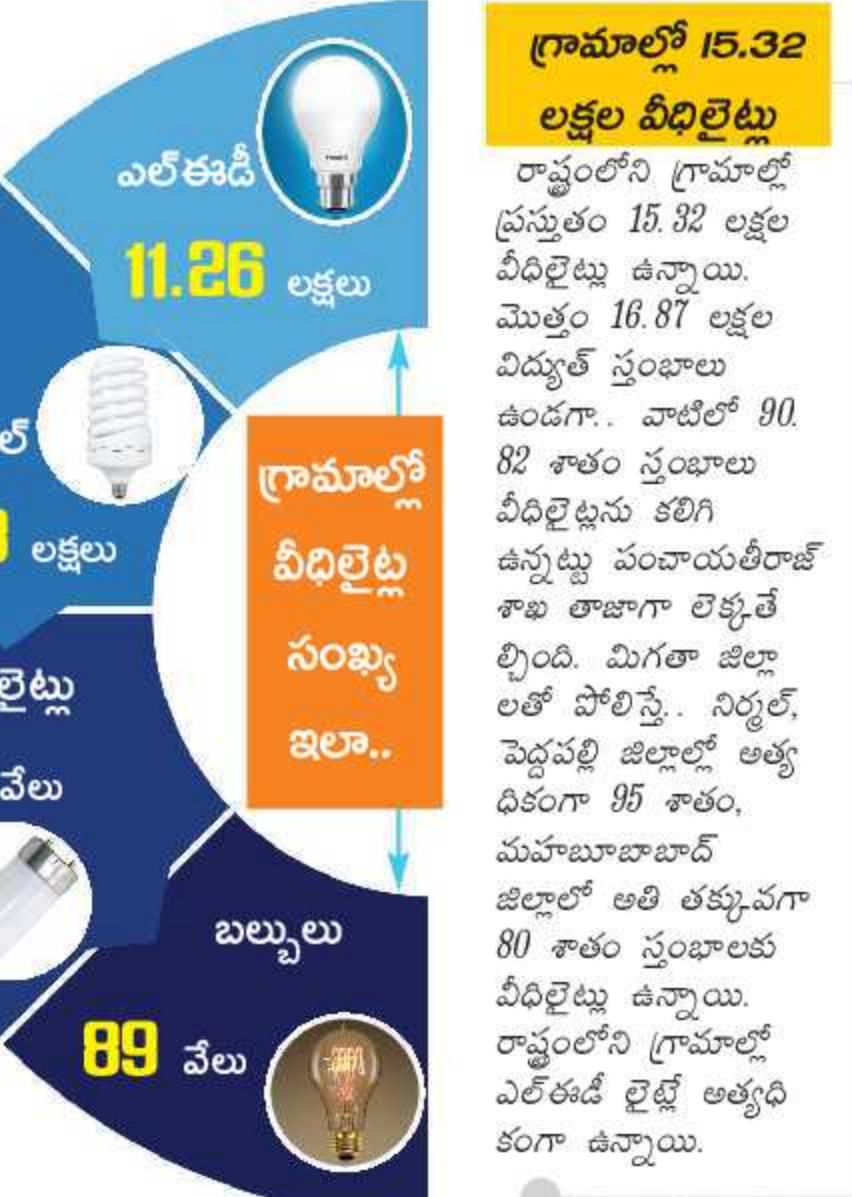 ఎల్ఈడీ
11.26 లక్షలు
ల్
లక్షలు
లైట్లు
వేలు
బల్బులు
89 వేలు
గ్రామాల్లో
వీధిలైట్ల
సంఖ్య
ఇలా..
గ్రామాల్లో 15.32
లక్షల వీధిలైట్లు
రాష్ట్రంలోని గ్రామాల్లో
ప్రస్తుతం 15.32 లక్షల
వీధిలైట్లు ఉన్నాయి.
మొత్తం 16.87 లక్షల
విద్యుత్ స్తంభాలు
ఉండగా.. వాటిలో 90.
82 శాతం స్తంభాలు
వీధిలైట్లను కలిగి
ఉన్నట్టు పంచాయతీరాజ్
శాఖ తాజాగా లెక్కతే
ల్చింది. మిగతా జిల్లా
లతో పోలిస్తే.. నిర్మల్,
పెద్దపల్లి జిల్లాల్లో అత్య
ధికంగా 95 శాతం,
మహబూబాబాద్
జిల్లాలో అతి తక్కువగా
80 శాతం స్తంభాలకు
వీధిలైట్లు ఉన్నాయి.
రాష్ట్రంలోని గ్రామాల్లో
ఎల్ఈడీ లైట్లే అత్యధి
కంగా ఉన్నాయి.